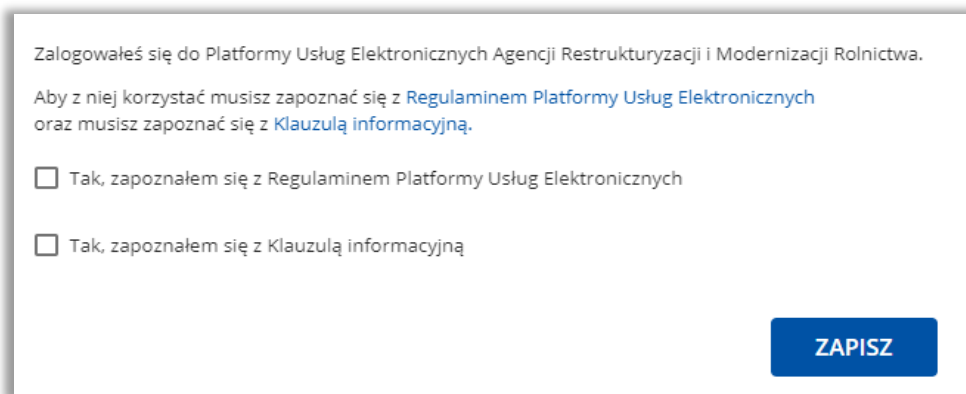 Zalogowałeś się do Platformy Usług Elektronicznych Agencji Restrukturyzacji i Modernizacji Rolnictwa.
Aby z niej korzystać musisz zapoznać się z Regulaminem Platformy Usług Elektronicznych
oraz musisz zapoznać się z Klauzulą informacyjną.
Tak, zapoznałem się z Regulaminem Platformy Usług Elektronicznych
Tak, zapoznałem się z Klauzulą informacyjną
ZAPISZ